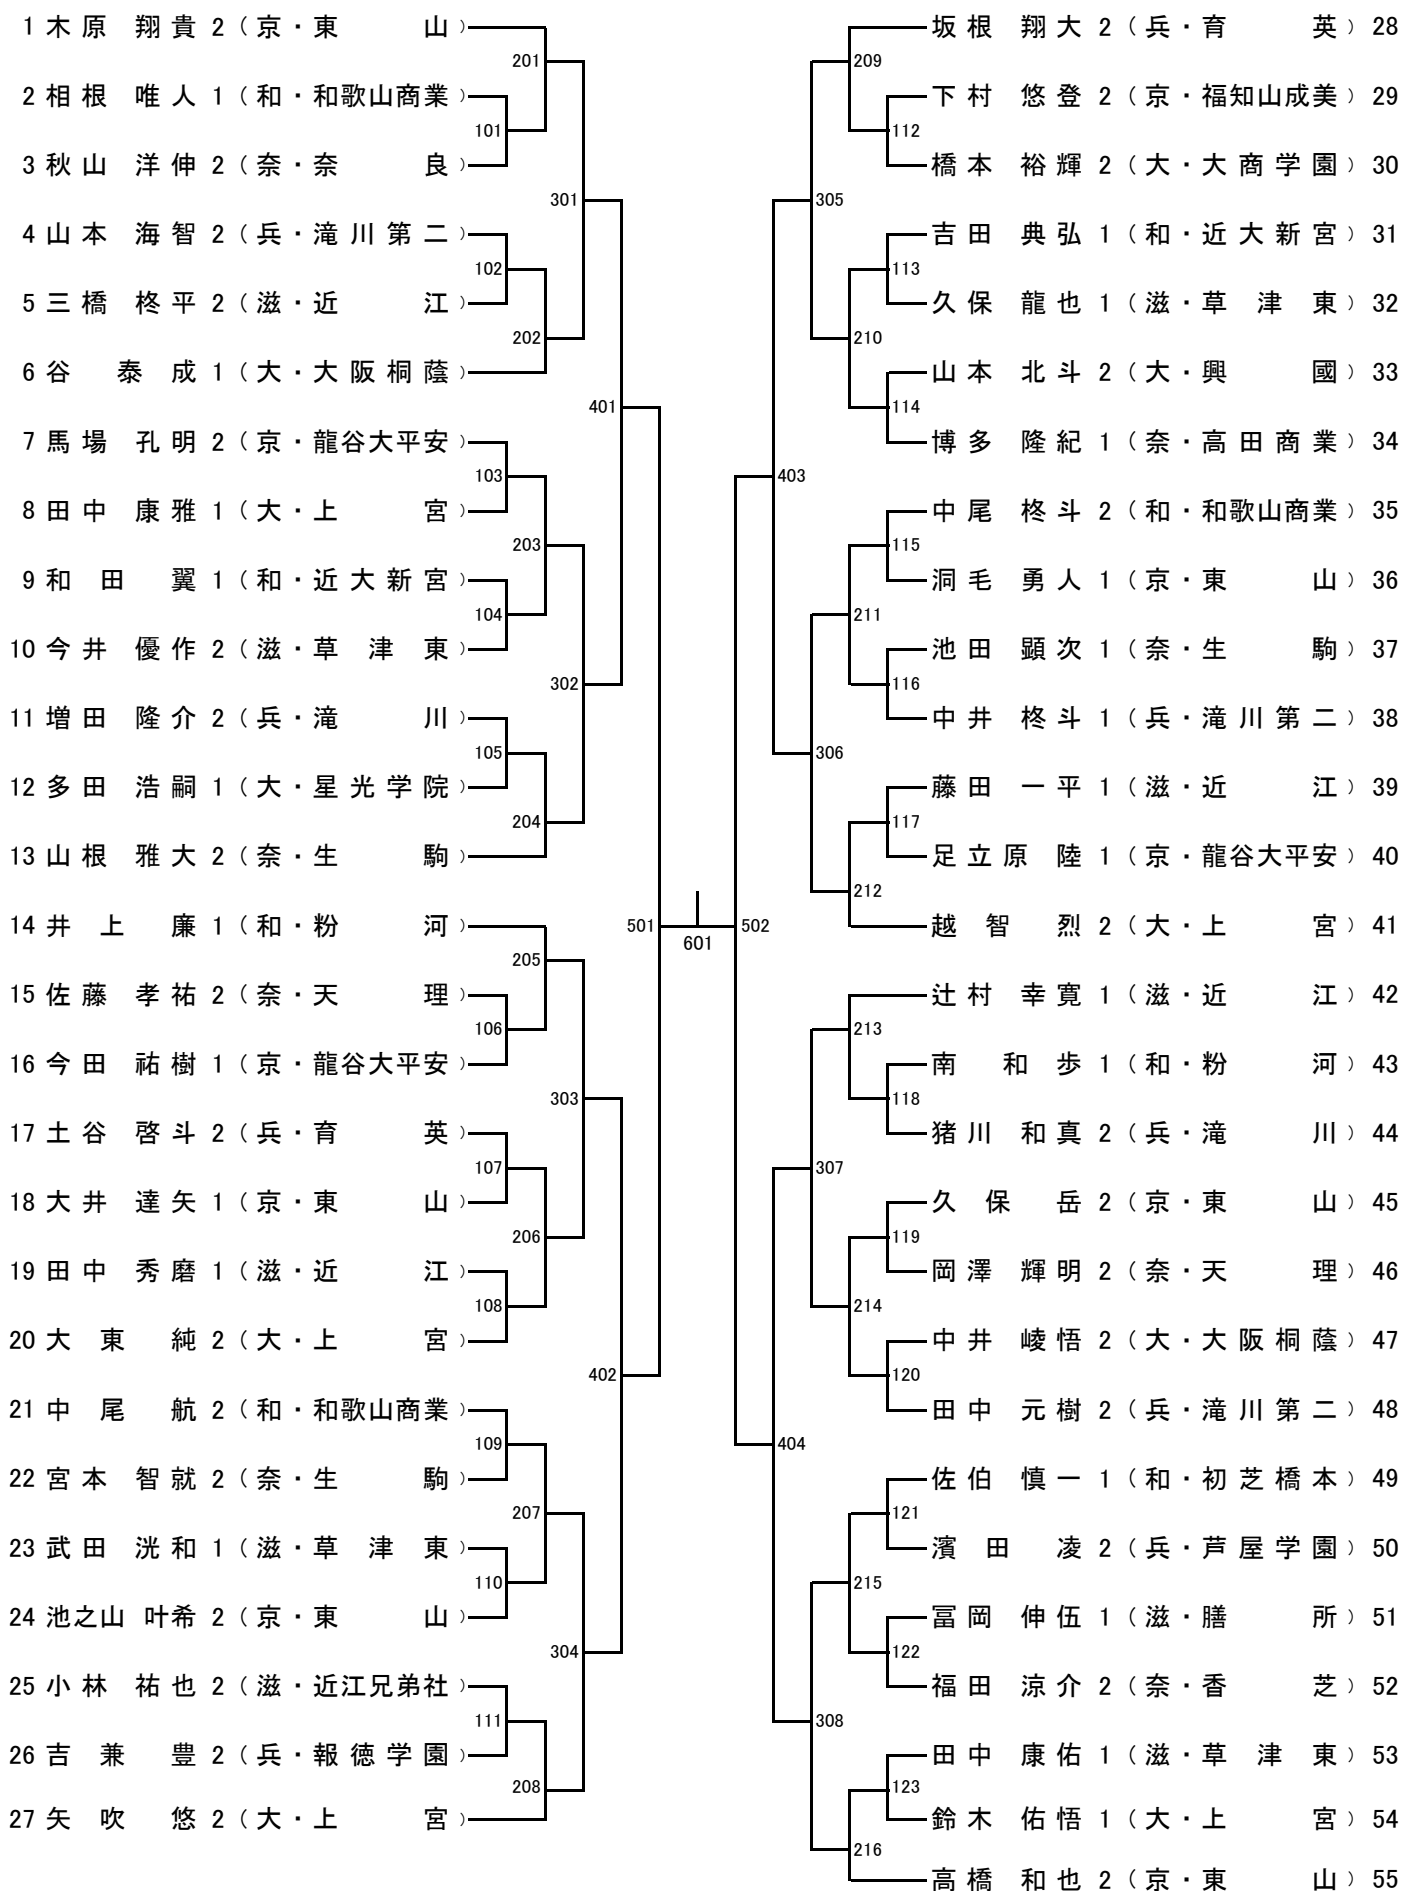 1 木原 翔貴 2 (京・東山)
201
2 相根 唯人 1 (和・和歌山商業)
101
3 秋山 洋伸 2 (奈・奈良)
301
4 山本 海智 2 (兵・滝川第二)
102
5 三橋 柊平 2 (滋・近江)
202
6 谷 泰成 1 (大・大阪桐蔭)
401
7 馬場 孔明 2 (京・龍谷大平安)
103
8 田中 康雅 1 (大・上宮)
203
9 和田 翼 1 (和・近大新宮)
104
10 今井 優作 2 (滋・草津東)
302
11 増田 隆介 2 (兵・滝川)
105
12 多田 浩嗣 1 (大・星光学院)
204
13 山根 雅大 2 (奈・生駒)
14 井上 廉 1 (和・粉河)
501
205
15 佐藤 孝祐 2 (奈・天理)
106
16 今田 祐樹 1 (京・龍谷大平安)
303
17 土谷 啓斗 2 (兵・育英)
107
18 大井 達矢 1 (京・東山)
206
19 田中 秀磨 1 (滋・近江)
108
20 大東 純 2 (大・上宮)
402
21 中尾 航 2 (和・和歌山商業)
109
22 宮本 智就 2 (奈・生駒)
207
23 武田 洸和 1 (滋・草津東)
110
24 池之山 叶希 2 (京・東山)
304
25 小林 祐也 2 (滋・近江兄弟社)
111
26 吉兼 豊 2 (兵・報徳学園)
208
27 矢吹 悠 2 (大・上宮)
601
坂根 翔大 2 (兵・育英) 28
209
下村 悠登 2 (京・福知山成美) 29
112
橋本 裕輝 2 (大・大商学園) 30
305
吉田 典弘 1 (和・近大新宮) 31
113
久保 龍也 1 (滋・草津東) 32
210
山本 北斗 2 (大・興國) 33
114
博多 隆紀 1 (奈・高田商業) 34
403
中尾 柊斗 2 (和・和歌山商業) 35
115
洞毛 勇人 1 (京・東山) 36
211
池田 顕次 1 (奈・生駒) 37
116
中井 柊斗 1 (兵・滝川第二) 38
306
藤田 一平 1 (滋・近江) 39
117
足立原 陸 1 (京・龍谷大平安) 40
212
越智 烈 2 (大・上宮) 41
502
辻村 幸寛 1 (滋・近江) 42
213
南 和歩 1 (和・粉河) 43
118
猪川 和真 2 (兵・滝川) 44
307
久保 岳 2 (京・東山) 45
119
岡澤 輝明 2 (奈・天理) 46
214
中井 崚悟 2 (大・大阪桐蔭) 47
120
田中 元樹 2 (兵・滝川第二) 48
404
佐伯 慎一 1 (和・初芝橋本) 49
121
濱田 凌 2 (兵・芦屋学園) 50
215
冨岡 伸伍 1 (滋・膳所) 51
122
福田 涼介 2 (奈・香芝) 52
308
田中 康佑 1 (滋・草津東) 53
123
鈴木 佑悟 1 (大・上宮) 54
216
高橋 和也 2 (京・東山) 55